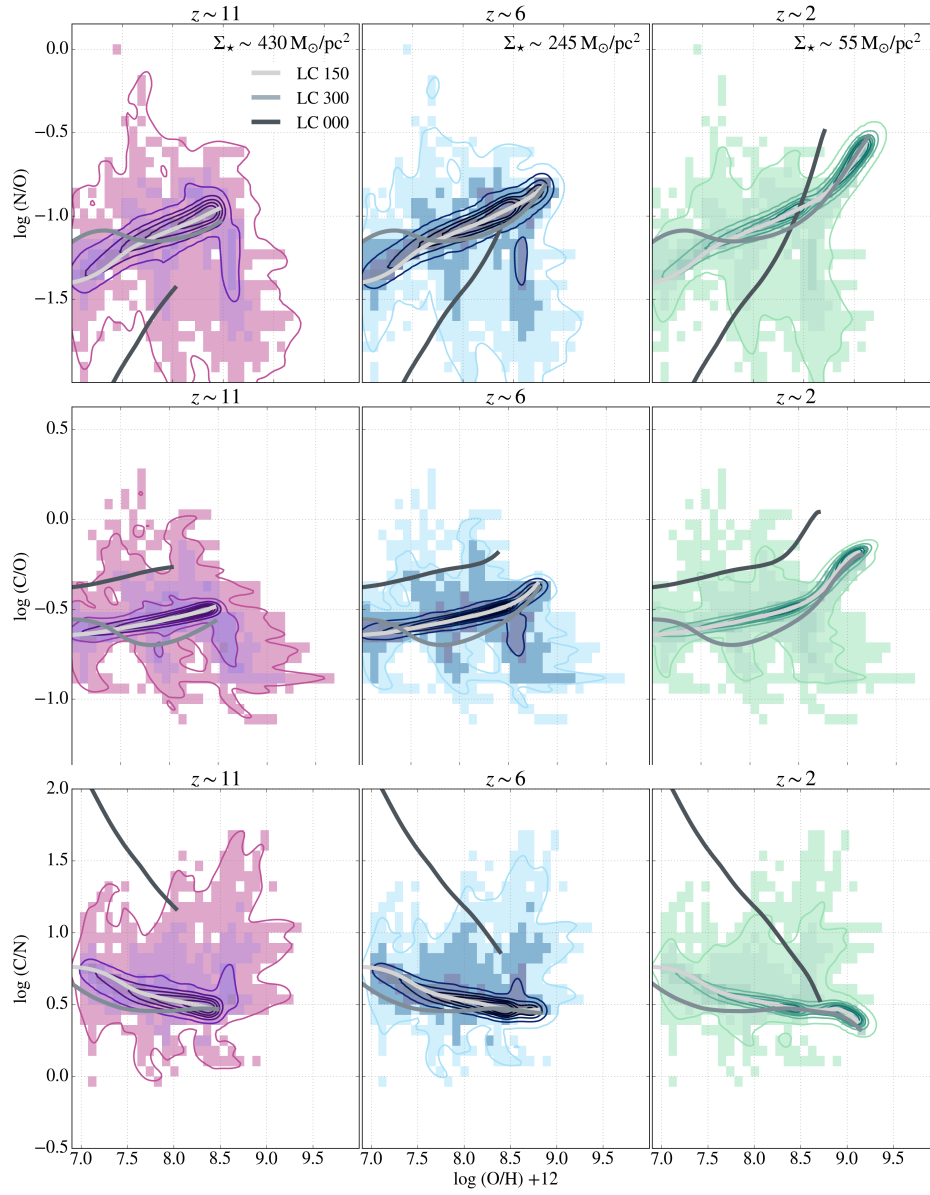 z ~ 11 z ~ 6 z ~ 2
Σ⋆ ~ 430 M⊙/pc² Σ⋆ ~ 245 M⊙/pc² Σ⋆ ~ 55 M⊙/pc²
LC 150
LC 300
LC 000
0.0
−0.5
−1.0
−1.5
log (N/O)
z ~ 11 z ~ 6 z ~ 2
0.5
0.0
−0.5
−1.0
log (C/O)
z ~ 11 z ~ 6 z ~ 2
2.0
1.5
1.0
0.5
0.0
−0.5
log (C/N)
7.0 7.5 8.0 8.5 9.0 9.5 7.0 7.5 8.0 8.5 9.0 9.5 7.0 7.5 8.0 8.5 9.0 9.5
log (O/H) +12